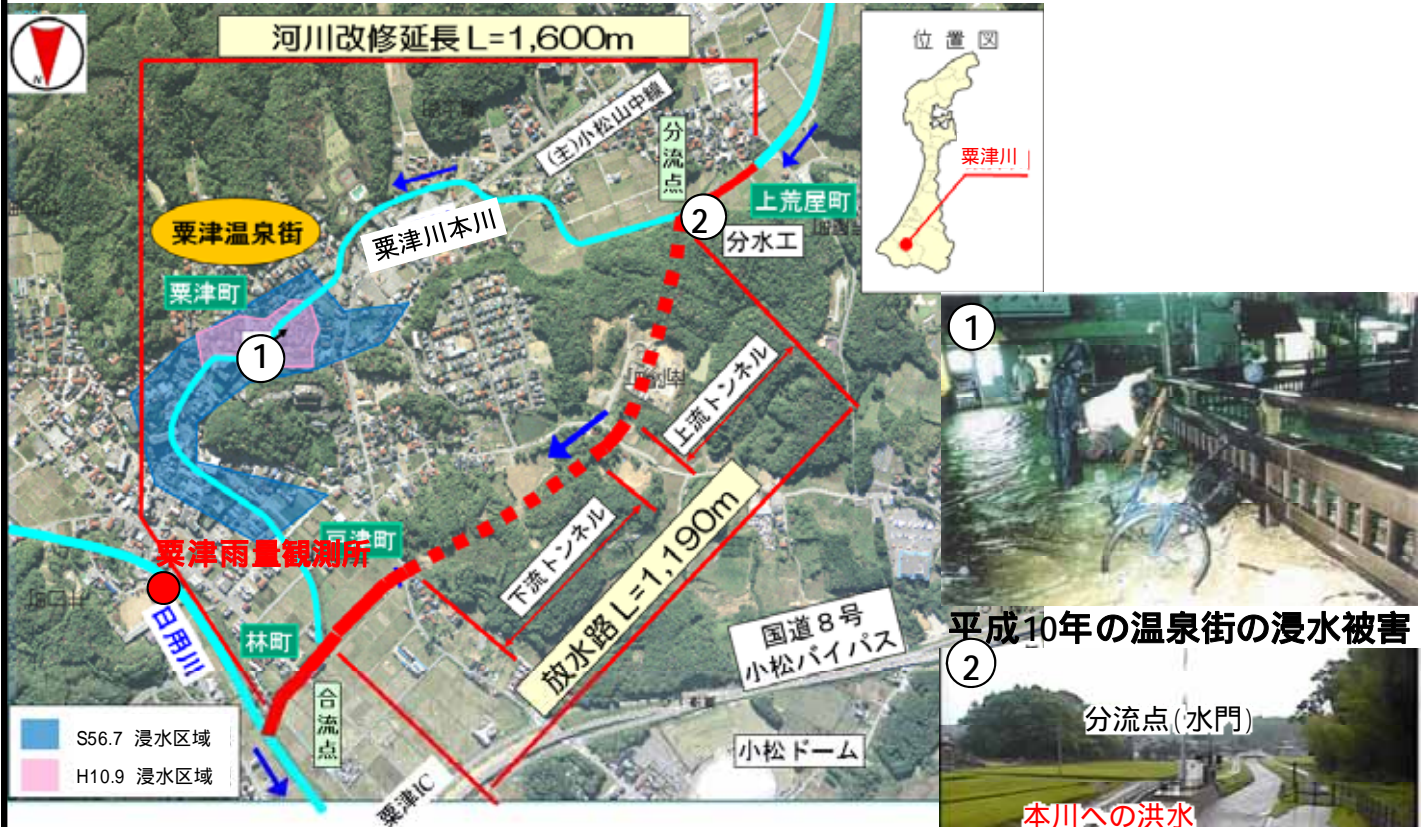 N
河川改修延長 L=1,600m
位置図
粟津川
(主)小松山中線
分流点
上荒屋町
②
分水工
粟津温泉街
粟津川本川
粟津町
①
上流トンネル
下流トンネル
放水路 L=1,190m
粟津雨量観測所
日用川
林町
合流点
国道8号
小松バイパス
小松ドーム
粟津IC
S56.7 浸水区域
H10.9 浸水区域
①
平成10年の温泉街の浸水被害
②
分流点(水門)
本川への洪水